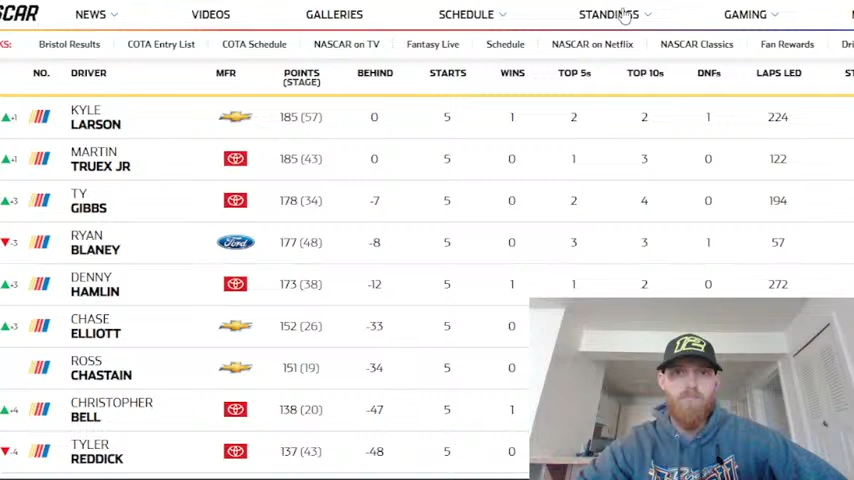 SCAR NEWS VIDEOS GALLERIES SCHEDULE STANDINGS GAMING
KS: Bristol Results COTA Entry List COTA Schedule NASCAR on TV Fantasy Live Schedule NASCAR on Netflix NASCAR Classics Fan Rewards Dri
NO. DRIVER MFR POINTS (STAGE) BEHIND STARTS WINS TOP 5s TOP 10s DNFs LAPS LED ST
+1 KYLE LARSON 185 (57) 0 5 1 2 2 1 224
+1 MARTIN TRUEX JR 185 (43) 0 5 0 1 3 0 122
+3 TY GIBBS 178 (34) -7 5 0 2 4 0 194
-3 RYAN BLANEY Ford 177 (48) -8 5 0 3 3 1 57
+3 DENNY HAMLIN 173 (38) -12 5 1 1 2 0 272
+3 CHASE ELLIOTT 152 (26) -33 5 0
ROSS CHASTAIN 151 (19) -34 5 0
+4 CHRISTOPHER BELL 138 (20) -47 5 1
-4 TYLER REDDICK 137 (43) -48 5 0
12